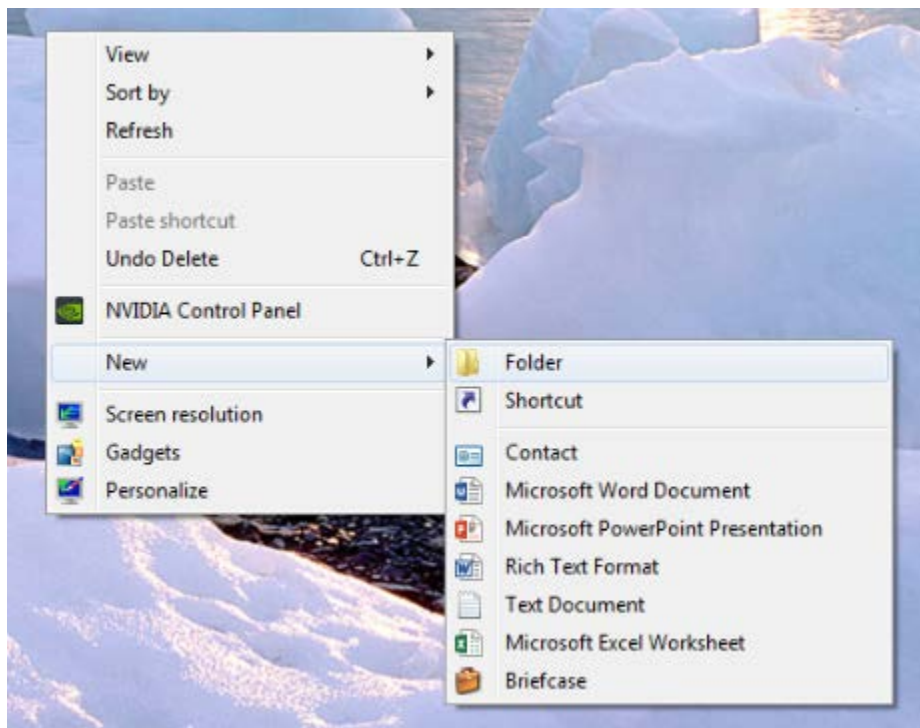 View
Sort by
Refresh
Paste
Paste shortcut
Undo Delete Ctrl+Z
NVIDIA Control Panel
New
Screen resolution
Gadgets
Personalize
Folder
Shortcut
Contact
Microsoft Word Document
Microsoft PowerPoint Presentation
Rich Text Format
Text Document
Microsoft Excel Worksheet
Briefcase